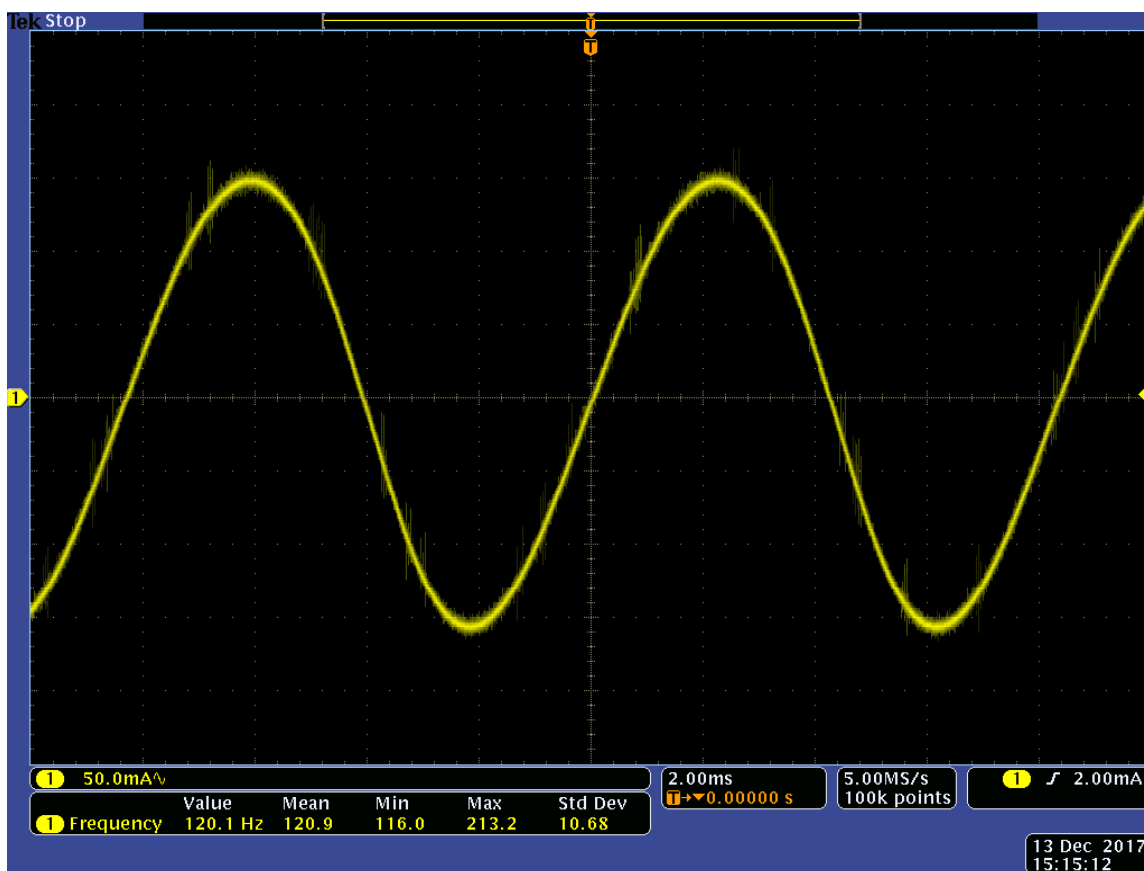 Tek Stop
T
T
1
1 50.0mA
2.00ms
T→▼0.00000 s
5.00MS/s
100k points
1 2.00mA
Value Mean Min Max Std Dev
1 Frequency 120.1 Hz 120.9 116.0 213.2 10.68
13 Dec 2017
15:15:12